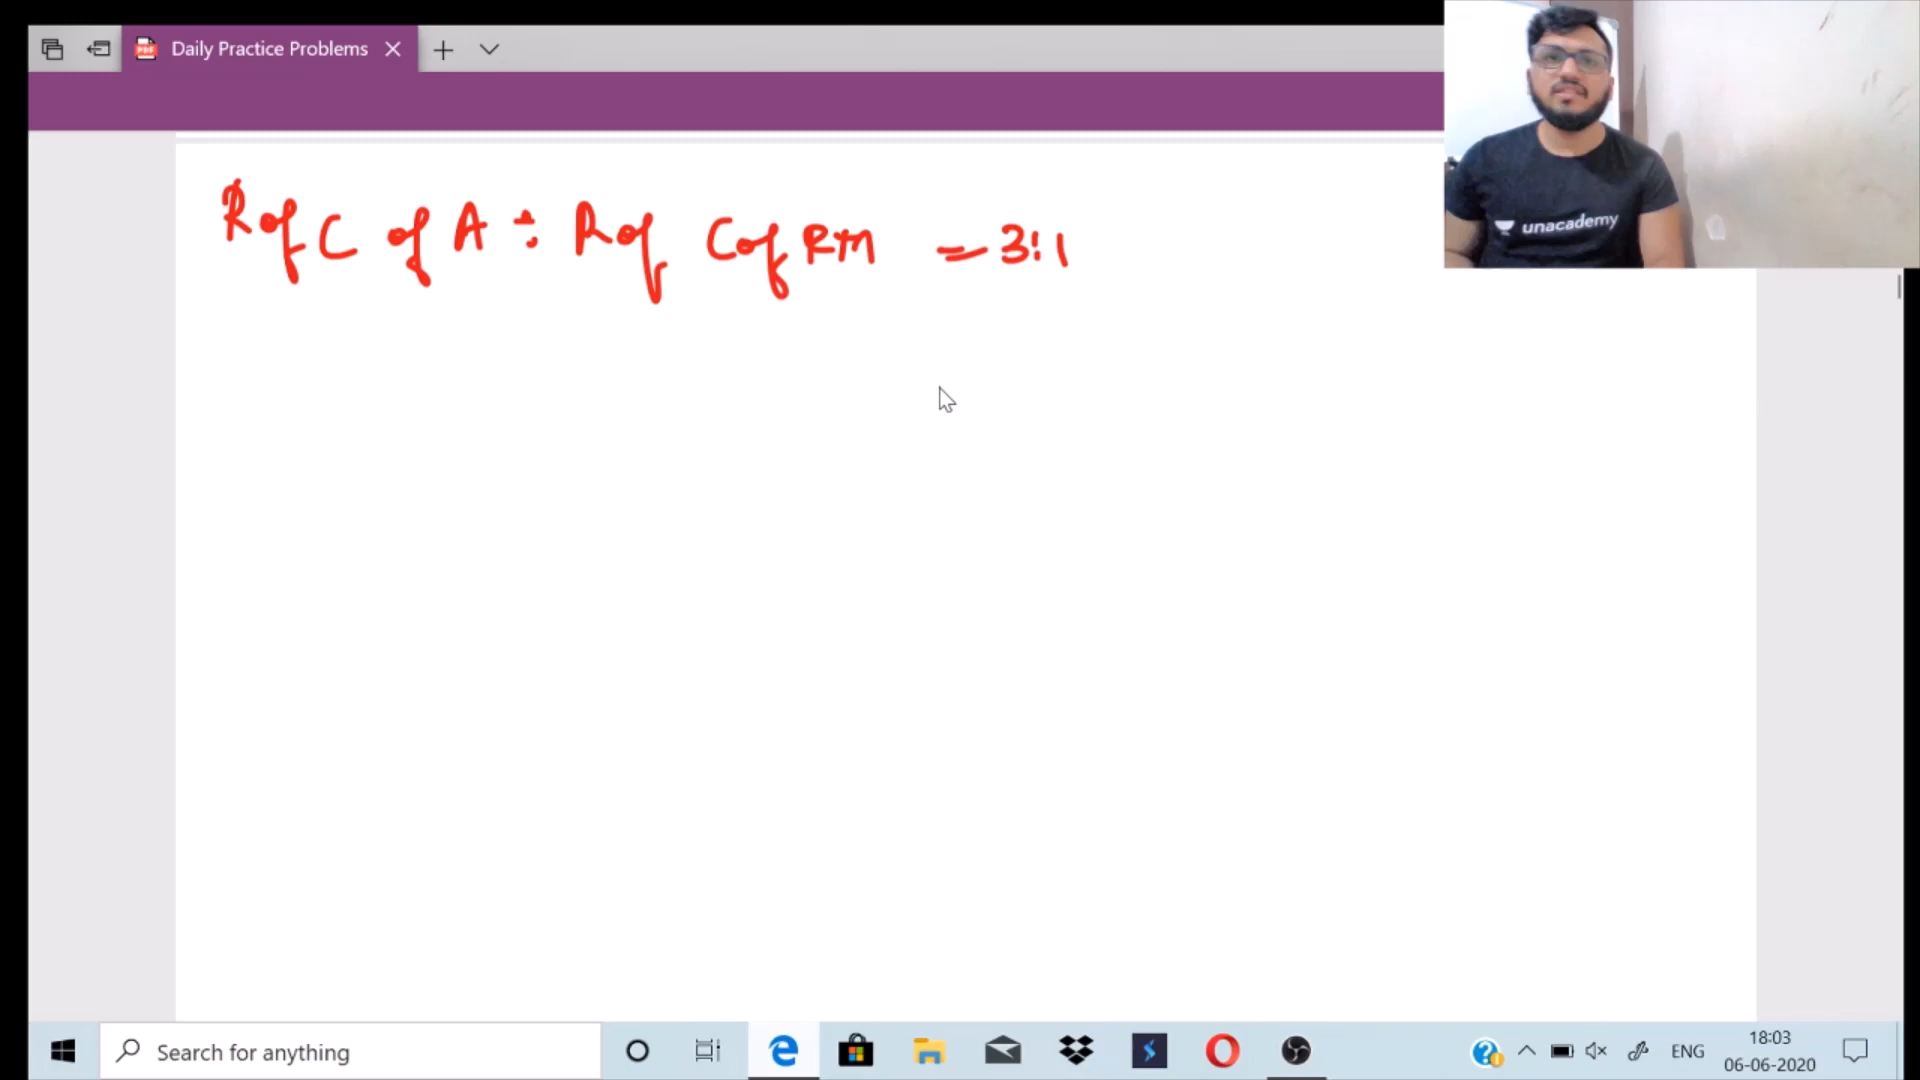 Daily Practice Problems
unacademy
R of C of A : R of C of RM = 3:1
Search for anything
ENG
18:03
06-06-2020